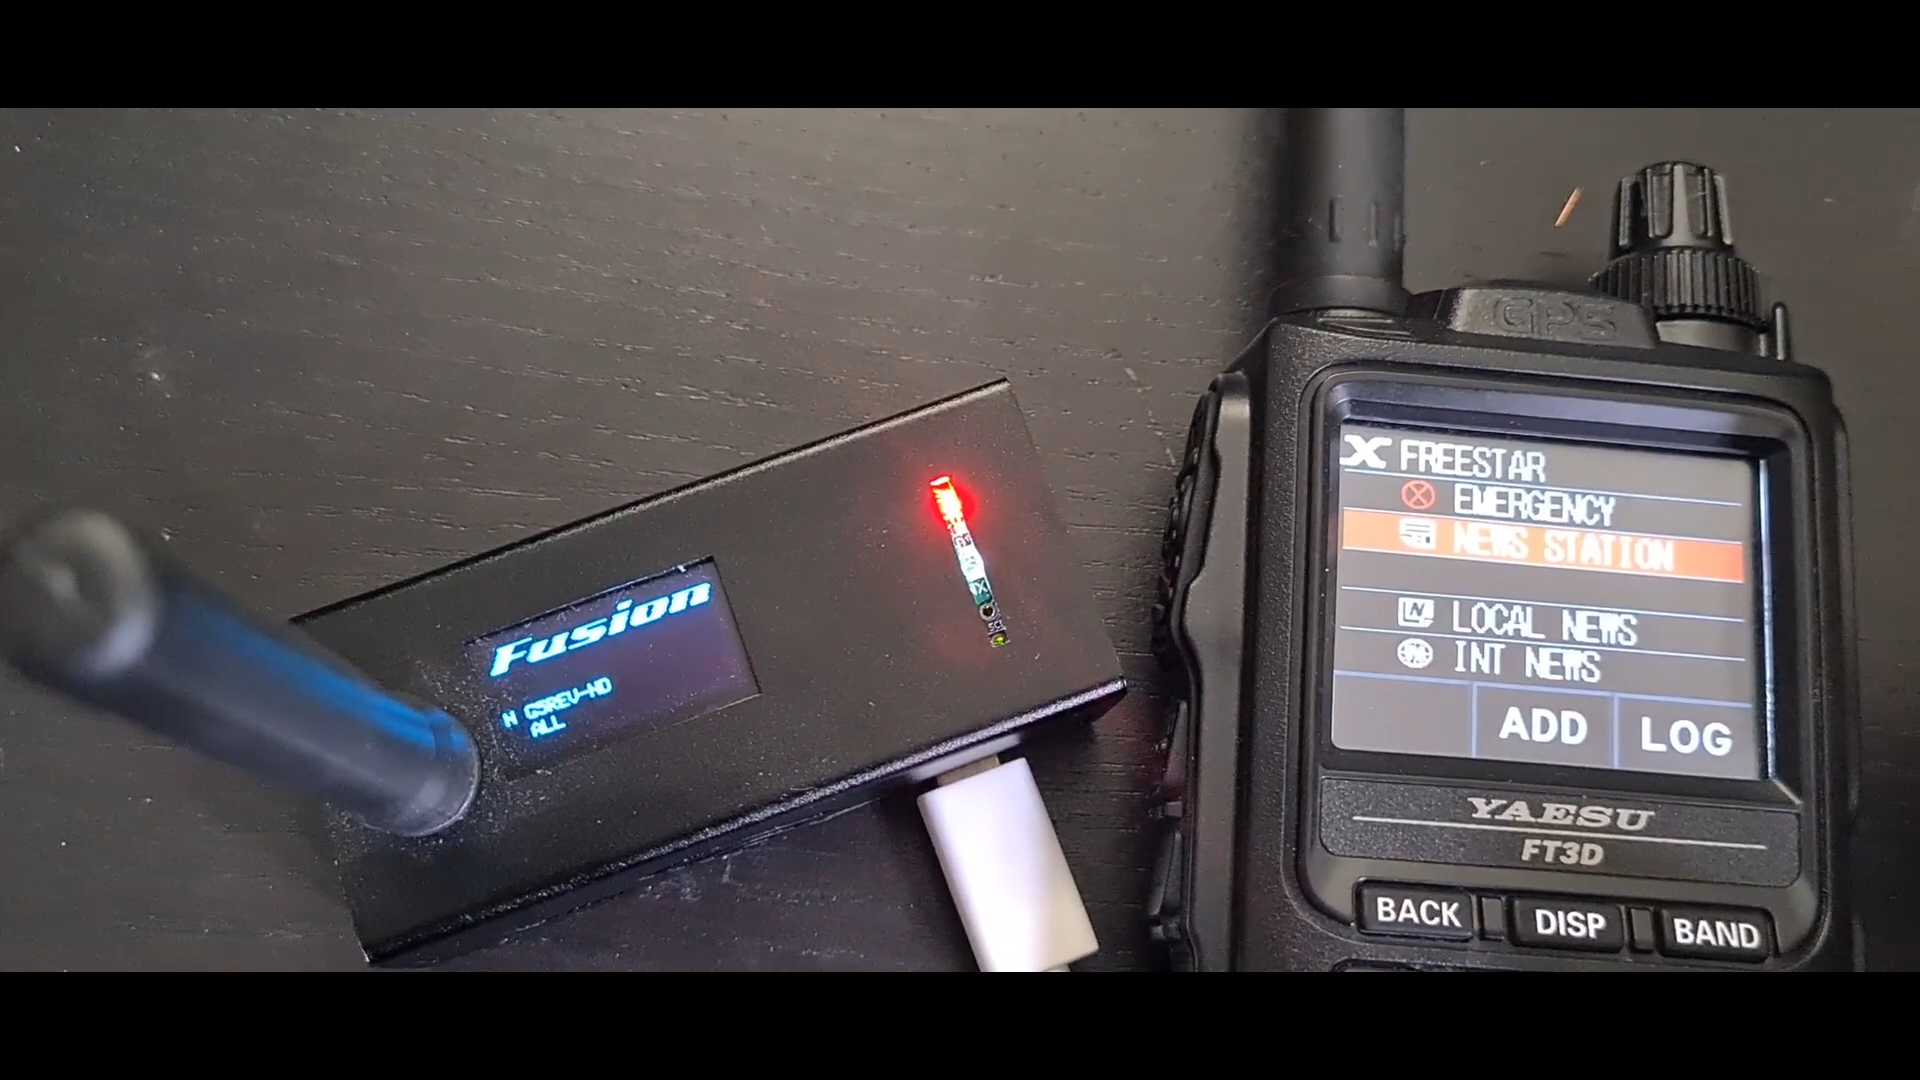 Fusion
N G5REV-ND
ALL
GPS
X FREESTAR
EMERGENCY
NEWS STATION
LOCAL NEWS
INT NEWS
ADD
LOG
YAESU
FT3D
BACK
DISP
BAND